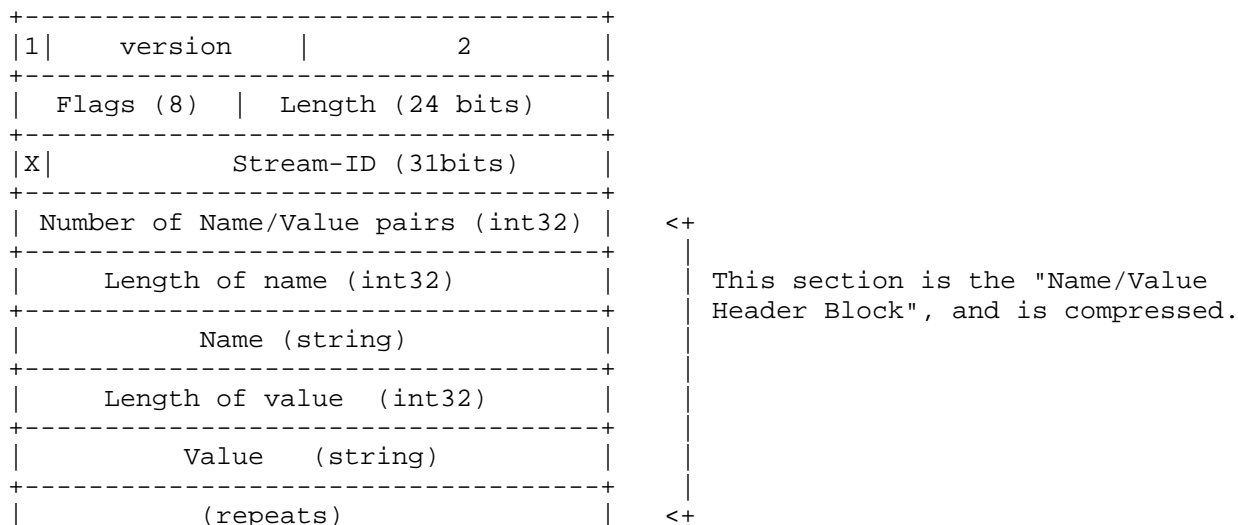 +------------------------------------+
|1|    version    |         2        |
+------------------------------------+
|  Flags (8)  |  Length (24 bits)    |
+------------------------------------+
|X|           Stream-ID (31bits)     |
+------------------------------------+
| Number of Name/Value pairs (int32) |   <+
+------------------------------------+    |
|     Length of name (int32)         |    | This section is the "Name/Value
+------------------------------------+    | Header Block", and is compressed.
|           Name (string)            |    |
+------------------------------------+    |
|     Length of value  (int32)       |    |
+------------------------------------+    |
|          Value   (string)          |    |
+------------------------------------+    |
|           (repeats)                |   <+